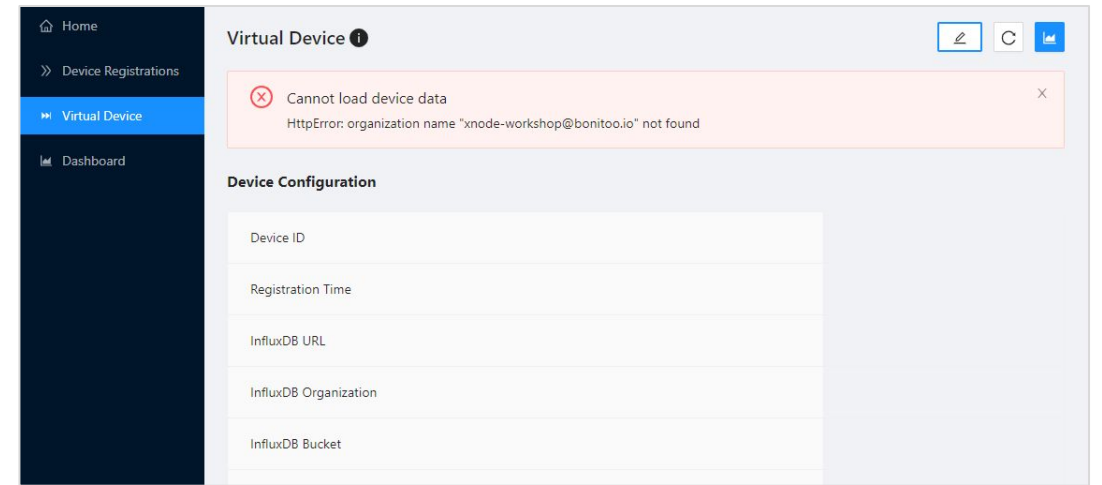 Home
Device Registrations
Virtual Device
Dashboard
Virtual Device
Cannot load device data
HttpError: organization name "xnode-workshop@bonitoo.io" not found
Device Configuration
Device ID
Registration Time
InfluxDB URL
InfluxDB Organization
InfluxDB Bucket